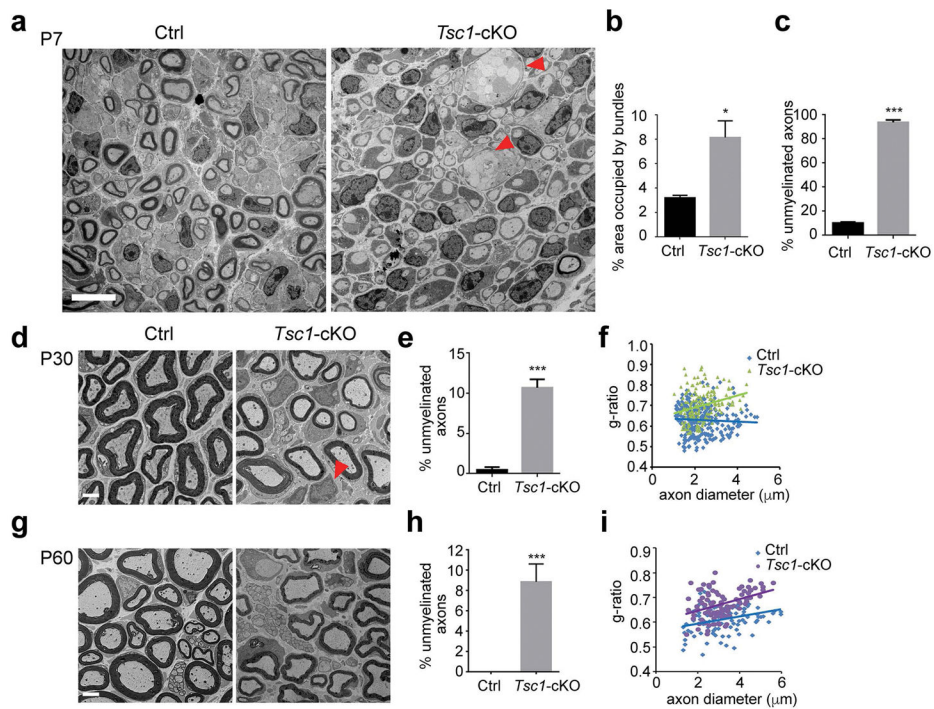 a
P7
Ctrl
Tsc1-cKO
b
% area occupied by bundles
10
8
6
4
2
0
*
Ctrl
Tsc1-cKO
c
% unmyelinated axons
100
80
60
40
20
0
***
Ctrl
Tsc1-cKO
d
P30
Ctrl
Tsc1-cKO
e
% unmyelinated
axons
15
10
5
0
***
Ctrl
Tsc1-cKO
f
g-ratio
1.0
0.9
0.8
0.7
0.6
0.5
0.4
Ctrl
Tsc1-cKO
0
2
4
6
axon diameter (μm)
g
P60
h
% unmyelinated
axons
12
10
8
6
4
2
0
***
Ctrl
Tsc1-cKO
i
g-ratio
0.9
0.8
0.7
0.6
0.5
0.4
Ctrl
Tsc1-cKO
0
2
4
6
axon diameter (μm)